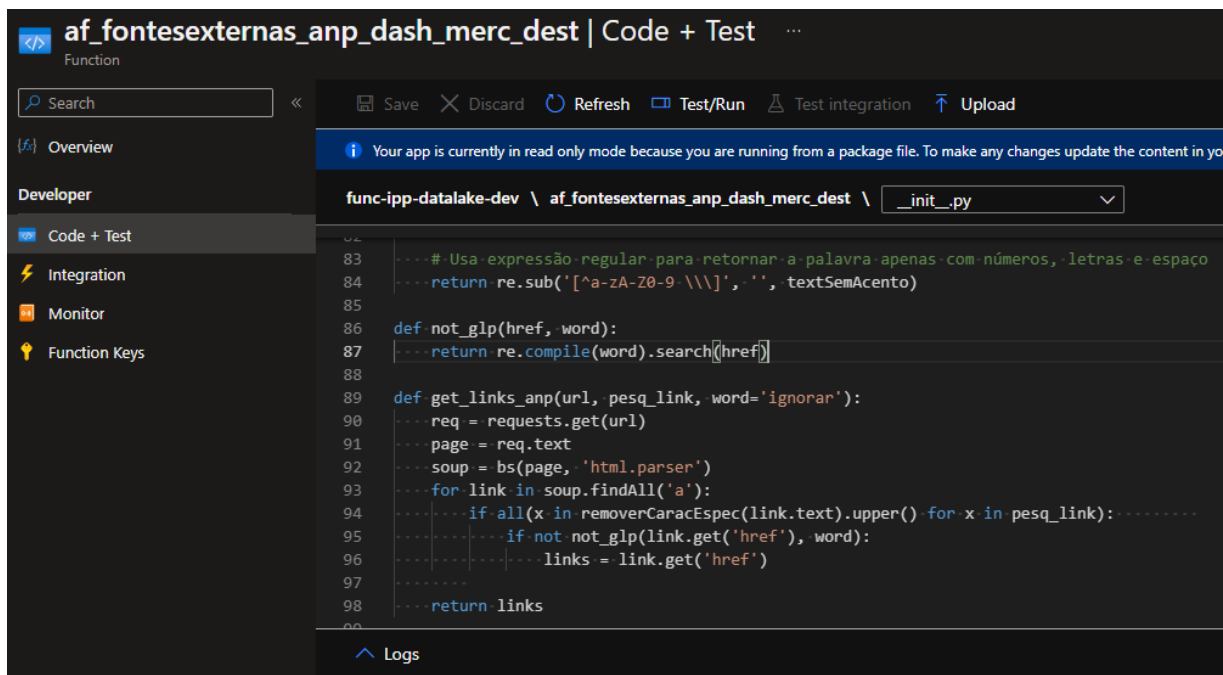 af_fontesexternas_anp_dash_merc_dest | Code + Test ...
Function
Search «
Save Discard Refresh Test/Run Test integration Upload
Overview
Your app is currently in read only mode because you are running from a package file. To make any changes update the content in yo
Developer
func-ipp-datalake-dev \ af_fontesexternas_anp_dash_merc_dest \ __init__.py
Code + Test
Integration
Monitor
Function Keys
82
83 # Usa expressão regular para retornar a palavra apenas com números, letras e espaço
84 return re.sub('[^a-zA-Z0-9 \\\]', '', textSemAcento)
85
86 def not_glp(href, word):
87 return re.compile(word).search(href)
88
89 def get_links_anp(url, pesq_link, word='ignorar'):
90 req = requests.get(url)
91 page = req.text
92 soup = bs(page, 'html.parser')
93 for link in soup.findAll('a'):
94 if all(x in removerCaracEspec(link.text).upper() for x in pesq_link):
95 if not not_glp(link.get('href'), word):
96 links = link.get('href')
97
98 return links
99
Logs